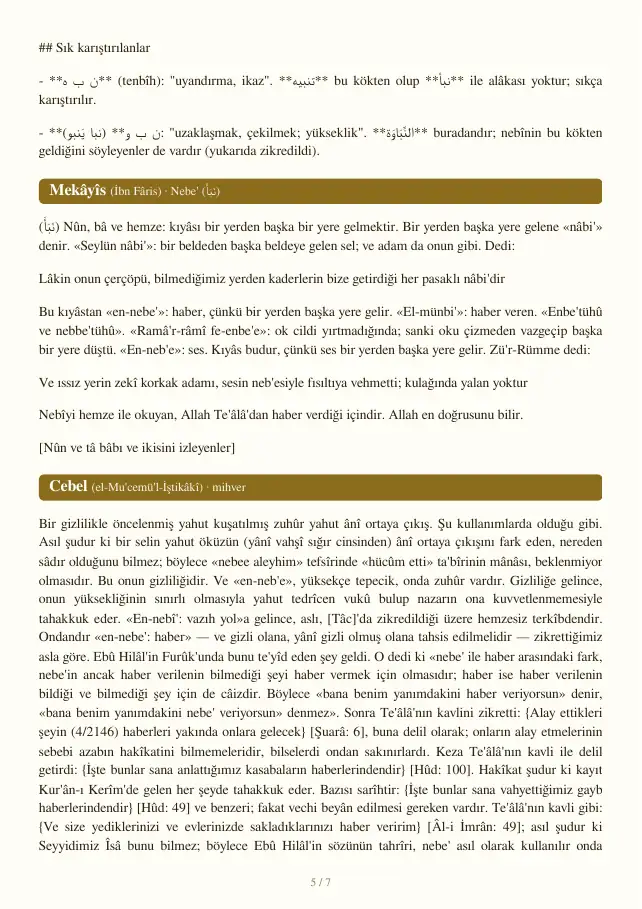 ## Sık karıştırılanlar
- **ن ب ه** (tenbîh): "uyandırma, ikaz". **تنبيه** bu kökten olup **نبأ** ile alâkası yoktur; sıkça
karıştırılır.
- **ن ب و** (نبا يَنبو)**: "uzaklaşmak, çekilmek; yükseklik". **النَّبَاوَة** buradandır; nebînin bu kökten
geldiğini söyleyenler de vardır (yukarıda zikredildi).
Mekâyîs (İbn Fâris) · Nebe' (نبأ)
(نَبَأَ) Nûn, bâ ve hemze: kıyâsı bir yerden başka bir yere gelmektir. Bir yerden başka yere gelene «nâbi'»
denir. «Seylün nâbi'»: bir beldeden başka beldeye gelen sel; ve adam da onun gibi. Dedi:
Lâkin onun çerçöpü, bilmediğimiz yerden kaderlerin bize getirdiği her pasaklı nâbi'dir
Bu kıyâstan «en-nebe'»: haber, çünkü bir yerden başka yere gelir. «El-münbi'»: haber veren. «Enbe'tühû
ve nebbe'tühû». «Ramâ'r-râmî fe-enbe'e»: ok cildi yırtmadığında; sanki oku çizmeden vazgeçip başka
bir yere düştü. «En-neb'e»: ses. Kıyâs budur, çünkü ses bir yerden başka yere gelir. Zü'r-Rümme dedi:
Ve ıssız yerin zekî korkak adamı, sesin neb'esiyle fısıltıya vehmetti; kulağında yalan yoktur
Nebîyi hemze ile okuyan, Allah Te'âlâ'dan haber verdiği içindir. Allah en doğrusunu bilir.
[Nûn ve tâ bâbı ve ikisini izleyenler]
Cebel (el-Mu'cemü'l-İştikâkî) · mihver
Bir gizlilikle öncelenmiş yahut kuşatılmış zuhûr yahut ânî ortaya çıkış. Şu kullanımlarda olduğu gibi.
Asıl şudur ki bir selin yahut öküzün (yânî vahşî sığır cinsinden) ânî ortaya çıkışını fark eden, nereden
sâdır olduğunu bilmez; böylece «nebee aleyhim» tefsîrinde «hücûm etti» ta'bîrinin mânâsı, beklenmiyor
olmasıdır. Bu onun gizliliğidir. Ve «en-neb'e», yüksekçe tepecik, onda zuhûr vardır. Gizliliğe gelince,
onun yüksekliğinin sınırlı olmasıyla yahut tedrîcen vukû bulup nazarın ona kuvvetlenmemesiyle
tahakkuk eder. «En-nebî': vazıh yol»a gelince, aslı, [Tâc]'da zikredildiği üzere hemzesiz terkîbdendir.
Ondandır «en-nebe': haber» — ve gizli olana, yânî gizli olmuş olana tahsis edilmelidir — zikrettiğimiz
asla göre. Ebû Hilâl'in Furûk'unda bunu te'yîd eden şey geldi. O dedi ki «nebe' ile haber arasındaki fark,
nebe'in ancak haber verilenin bilmediği şeyi haber vermek için olmasıdır; haber ise haber verilenin
bildiği ve bilmediği şey için de câizdir. Böylece «bana benim yanımdakini haber veriyorsun» denir,
«bana benim yanımdakini nebe' veriyorsun» denmez». Sonra Te'âlâ'nın kavlini zikretti: {Alay ettikleri
şeyin (4/2146) haberleri yakında onlara gelecek} [Şuarâ: 6], buna delil olarak; onların alay etmelerinin
sebebi azabın hakîkatini bilmemeleridir, bilselerdi ondan sakınırlardı. Keza Te'âlâ'nın kavli ile delil
getirdi: {İşte bunlar sana anlattığımız kasabaların haberlerindendir} [Hûd: 100]. Hakîkat şudur ki kayıt
Kur'ân-ı Kerîm'de gelen her şeyde tahakkuk eder. Bazısı sarîhtir: {İşte bunlar sana vahyettiğimiz gayb
haberlerindendir} [Hûd: 49] ve benzeri; fakat vechi beyân edilmesi gereken vardır. Te'âlâ'nın kavli gibi:
{Ve size yediklerinizi ve evlerinizde sakladıklarınızı haber veririm} [Âl-i İmrân: 49]; asıl şudur ki
Seyyidimiz Îsâ bunu bilmez; böylece Ebû Hilâl'in sözünün tahrîri, nebe' asıl olarak kullanılır onda
5 / 7